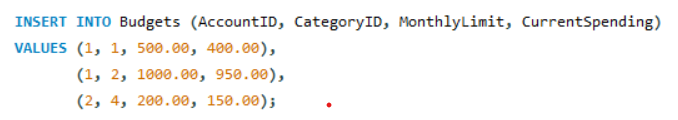 INSERT INTO Budgets (AccountID, CategoryID, MonthlyLimit, CurrentSpending)
VALUES (1, 1, 500.00, 400.00),
(1, 2, 1000.00, 950.00),
(2, 4, 200.00, 150.00);